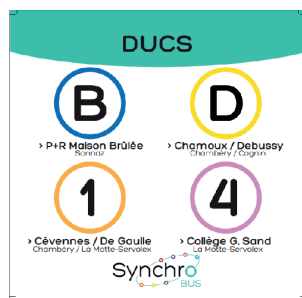 DUCS
B
D
> P+R Maison Brûlée
Sonnaz
> Chamoux / Debussy
Chambéry / Cognin
1
4
> Cévennes / De Gaulle
Chambéry / La Motte-Servolex
> Collège G. Sand
La Motte-Servolex
Synchro
BUS